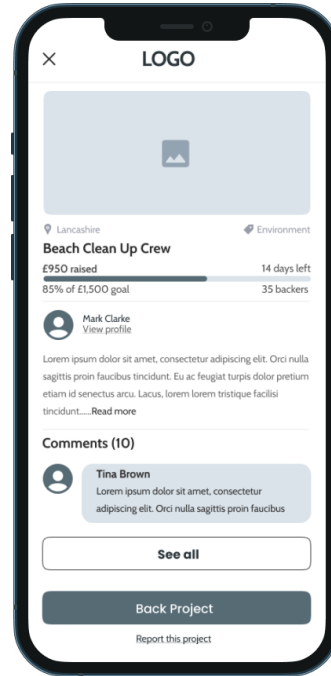 LOGO
Lancashire Environment
Beach Clean Up Crew
£950 raised 14 days left
85% of £1,500 goal 35 backers
Mark Clarke
View profile
Lorem ipsum dolor sit amet, consectetur adipiscing elit. Orci nulla
sagittis proin faucibus tincidunt. Eu ac feugiat turpis dolor pretium
etiam id senectus arcu. Lacus, lorem lorem tristique facilisi
tincidunt......Read more
Comments (10)
Tina Brown
Lorem ipsum dolor sit amet, consectetur
adipiscing elit. Orci nulla sagittis proin faucibus
See all
Back Project
Report this project